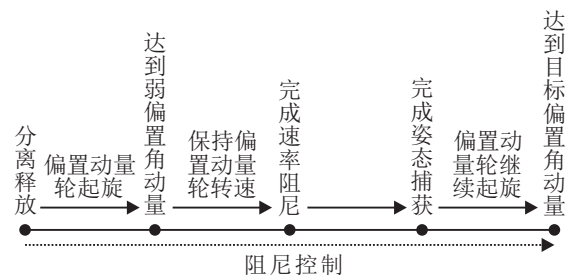 分离释放
偏置动量
轮起旋
达到弱偏置角动量
保持偏
置动量
轮转速
完成速率阻尼
完成姿态捕获
偏置动
量轮继
续起旋
达到目标偏置角动量
阻尼控制